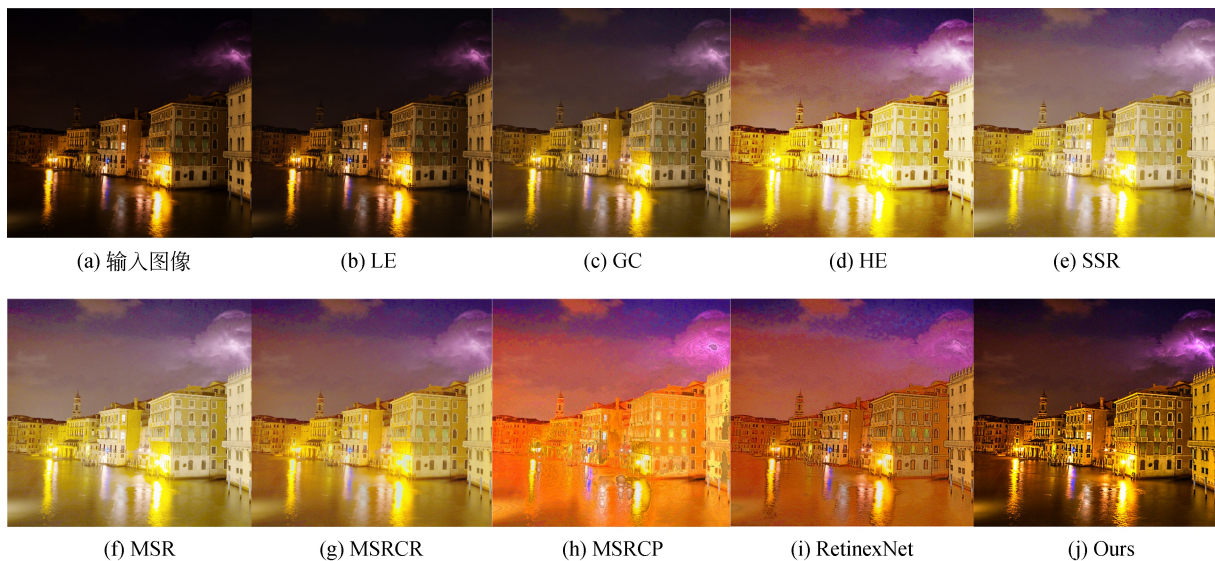 (a) 输入图像
(b) LE
(c) GC
(d) HE
(e) SSR
(f) MSR
(g) MSRCR
(h) MSRCP
(i) RetinexNet
(j) Ours